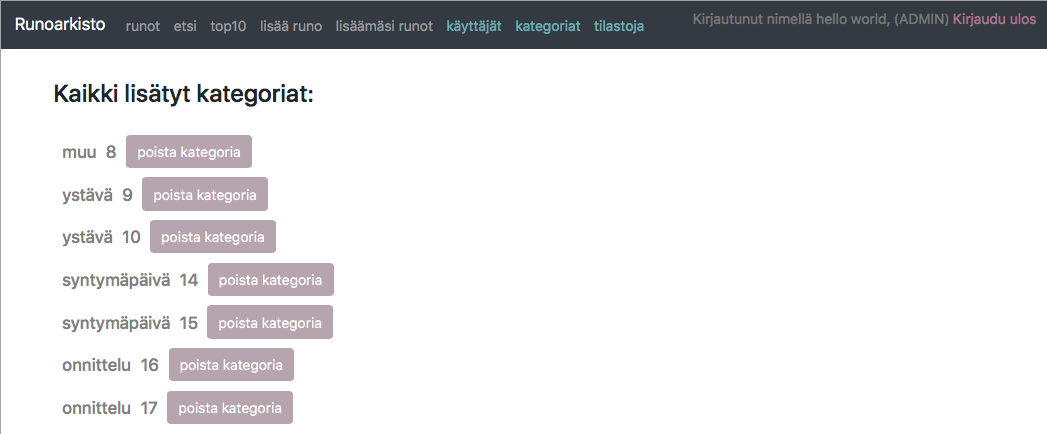 Runoarkisto runot etsi top10 lisää runo lisäämäsi runot käyttäjät kategoriat tilastoja Kirjautunut nimellä hello world, (ADMIN) Kirjaudu ulos
Kaikki lisätyt kategoriat:
muu 8 poista kategoria
ystävä 9 poista kategoria
ystävä 10 poista kategoria
syntymäpäivä 14 poista kategoria
syntymäpäivä 15 poista kategoria
onnittelu 16 poista kategoria
onnittelu 17 poista kategoria